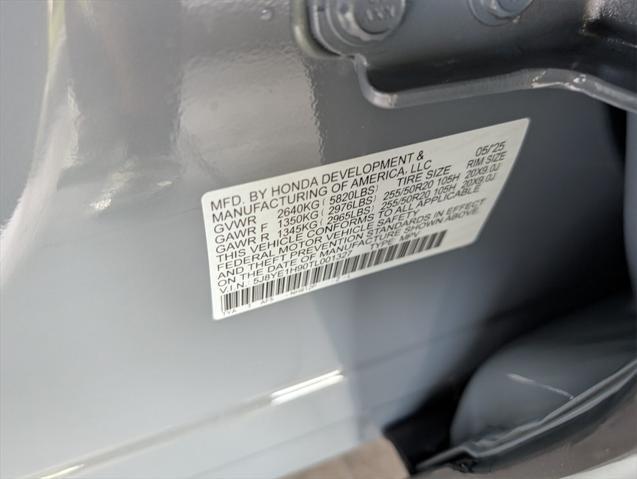 MFD. BY HONDA DEVELOPMENT & 05/25
MANUFACTURING OF AMERICA, LLC
GVWR 2640KG ( 5820LBS) TIRE SIZE RIM SIZE
GAWR F 1350KG ( 2976LBS) 255/50R20 105H 20X9.0J
GAWR R 1345KG ( 2965LBS) 255/50R20 105H 20X9.0J
THIS VEHICLE CONFORMS TO ALL APPLICABLE
FEDERAL MOTOR VEHICLE SAFETY AND
THEFT PREVENTION STANDARDS IN EFFECT
ON THE DATE OF MANUFACTURE SHOWN ABOVE.
V.I.N.: 5J8YE1H90TL001327 TYPE: MPV